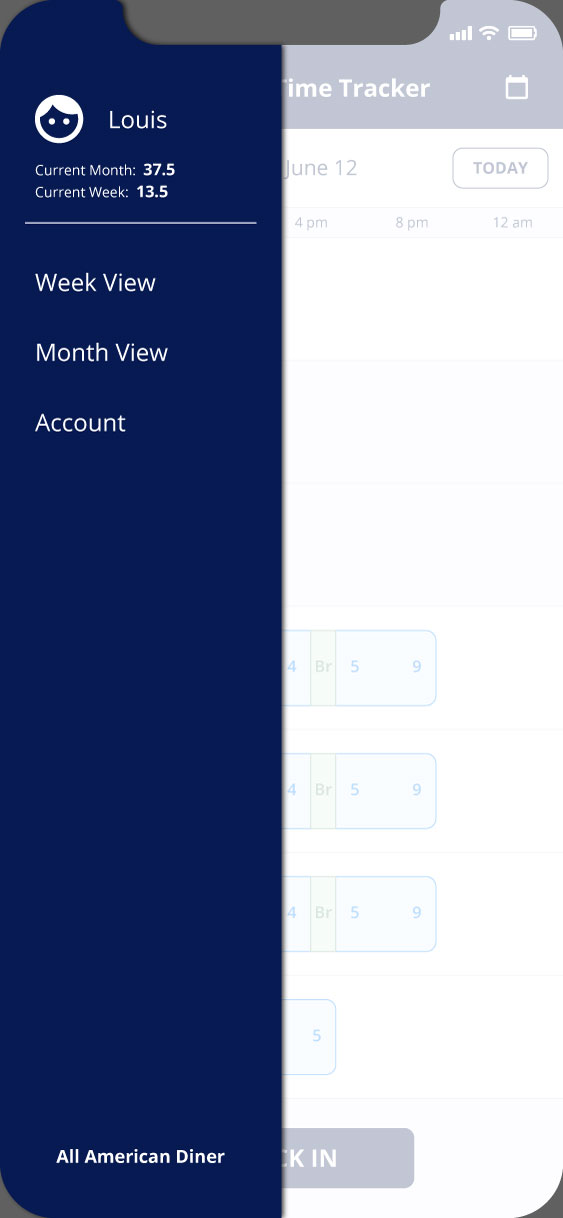 Time Tracker
Louis
Current Month: 37.5
Current Week: 13.5
June 12
TODAY
4 pm 8 pm 12 am
Week View
Month View
Account
4 Br 5 9
4 Br 5 9
4 Br 5 9
5
All American Diner
CK IN